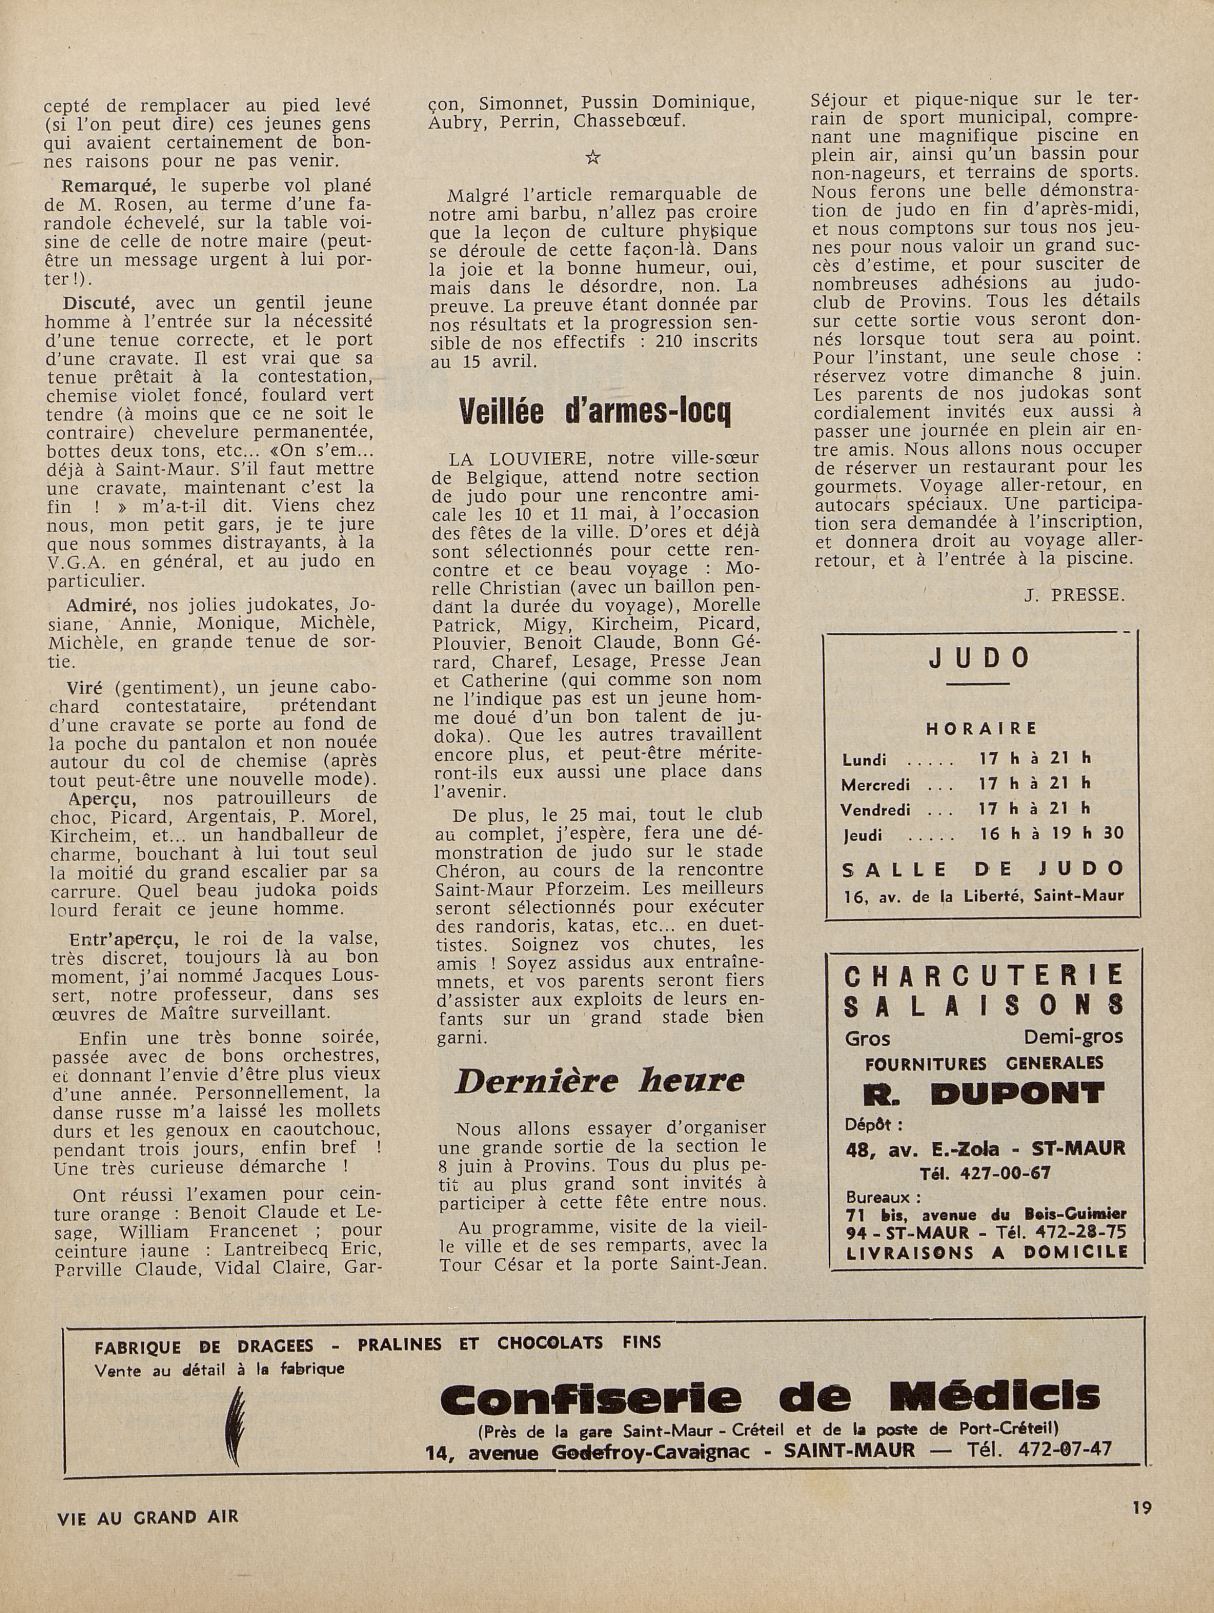 cepté de remplacer au pied levé
(si l'on peut dire) ces jeunes gens
qui avaient certainement de bon-
nes raisons pour ne pas venir.
Remarqué, le superbe vol plané
de M. Rosen, au terme d'une fa-
randole échevelé, sur la table voi-
sine de celle de notre maire (peut-
être un message urgent à lui por-
ter !).
Discuté, avec un gentil jeune
homme à l'entrée sur la nécessité
d'une tenue correcte, et le port
d'une cravate. Il est vrai que sa
tenue prêtait à la contestation,
chemise violet foncé, foulard vert
tendre (à moins que ce ne soit le
contraire) chevelure permanentée,
bottes deux tons, etc... «On s'em...
déjà à Saint-Maur. S'il faut mettre
une cravate, maintenant c'est la
fin ! » m'a-t-il dit. Viens chez
nous, mon petit gars, je te jure
que nous sommes distrayants, à la
V.G.A. en général, et au judo en
particulier.
Admiré, nos jolies judokates, Jo-
siane, Annie, Monique, Michèle,
Michèle, en grande tenue de sor-
tie.
Viré (gentiment), un jeune cabo-
chard contestataire, prétendant
d'une cravate se porte au fond de
la poche du pantalon et non nouée
autour du col de chemise (après
tout peut-être une nouvelle mode).
Aperçu, nos patrouilleurs de
choc, Picard, Argentais, P. Morel,
Kircheim, et... un handballeur de
charme, bouchant à lui tout seul
la moitié du grand escalier par sa
carrure. Quel beau judoka poids
lourd ferait ce jeune homme.
Entr'aperçu, le roi de la valse,
très discret, toujours là au bon
moment, j'ai nommé Jacques Lous-
sert, notre professeur, dans ses
œuvres de Maître surveillant.
Enfin une très bonne soirée,
passée avec de bons orchestres,
et donnant l'envie d'être plus vieux
d'une année. Personnellement, la
danse russe m'a laissé les mollets
durs et les genoux en caoutchouc,
pendant trois jours, enfin bref !
Une très curieuse démarche !
Ont réussi l'examen pour cein-
ture orange : Benoit Claude et Le-
sage, William Francenet ; pour
ceinture jaune : Lantreibecq Eric,
Parville Claude, Vidal Claire, Gar-
çon, Simonnet, Pussin Dominique,
Aubry, Perrin, Chassebœuf.
☆
Malgré l'article remarquable de
notre ami barbu, n'allez pas croire
que la leçon de culture physique
se déroule de cette façon-là. Dans
la joie et la bonne humeur, oui,
mais dans le désordre, non. La
preuve. La preuve étant donnée par
nos résultats et la progression sen-
sible de nos effectifs : 210 inscrits
au 15 avril.
Veillée d'armes-locq
LA LOUVIERE, notre ville-sœur
de Belgique, attend notre section
de judo pour une rencontre ami-
cale les 10 et 11 mai, à l'occasion
des fêtes de la ville. D'ores et déjà
sont sélectionnés pour cette ren-
contre et ce beau voyage : Mo-
relle Christian (avec un baillon pen-
dant la durée du voyage), Morelle
Patrick, Migy, Kircheim, Picard,
Plouvier, Benoit Claude, Bonn Gé-
rard, Charef, Lesage, Presse Jean
et Catherine (qui comme son nom
ne l'indique pas est un jeune hom-
me doué d'un bon talent de ju-
doka). Que les autres travaillent
encore plus, et peut-être mérite-
ront-ils eux aussi une place dans
l'avenir.
De plus, le 25 mai, tout le club
au complet, j'espère, fera une dé-
monstration de judo sur le stade
Chéron, au cours de la rencontre
Saint-Maur Pforzeim. Les meilleurs
seront sélectionnés pour exécuter
des randoris, katas, etc... en duet-
tistes. Soignez vos chutes, les
amis ! Soyez assidus aux entraîne-
mnets, et vos parents seront fiers
d'assister aux exploits de leurs en-
fants sur un grand stade bien
garni.
Dernière heure
Nous allons essayer d'organiser
une grande sortie de la section le
8 juin à Provins. Tous du plus pe-
tit au plus grand sont invités à
participer à cette fête entre nous.
Au programme, visite de la vieil-
le ville et de ses remparts, avec la
Tour César et la porte Saint-Jean.
Séjour et pique-nique sur le ter-
rain de sport municipal, compre-
nant une magnifique piscine en
plein air, ainsi qu'un bassin pour
non-nageurs, et terrains de sports.
Nous ferons une belle démonstra-
tion de judo en fin d'après-midi,
et nous comptons sur tous nos jeu-
nes pour nous valoir un grand suc-
cès d'estime, et pour susciter de
nombreuses adhésions au judo-
club de Provins. Tous les détails
sur cette sortie vous seront don-
nés lorsque tout sera au point.
Pour l'instant, une seule chose :
réservez votre dimanche 8 juin.
Les parents de nos judokas sont
cordialement invités eux aussi à
passer une journée en plein air en-
tre amis. Nous allons nous occuper
de réserver un restaurant pour les
gourmets. Voyage aller-retour, en
autocars spéciaux. Une participa-
tion sera demandée à l'inscription,
et donnera droit au voyage aller-
retour, et à l'entrée à la piscine.
J. PRESSE.
JUDO
HORAIRE
Lundi ..... 17 h à 21 h
Mercredi ... 17 h à 21 h
Vendredi ... 17 h à 21 h
Jeudi ..... 16 h à 19 h 30
SALLE DE JUDO
16, av. de la Liberté, Saint-Maur
CHARCUTERIE
SALAISONS
Gros Demi-gros
FOURNITURES GENERALES
R. DUPONT
Dépôt :
48, av. E.-Zola - ST-MAUR
Tél. 427-00-67
Bureaux :
71 bis, avenue du Bois-Guimier
94 - ST-MAUR - Tél. 472-28-75
LIVRAISONS A DOMICILE
FABRIQUE DE DRAGEES - PRALINES ET CHOCOLATS FINS
Vente au détail à la fabrique
Confiserie de Médicis
(Près de la gare Saint-Maur - Créteil et de la poste de Port-Créteil)
14, avenue Godefroy-Cavaignac - SAINT-MAUR — Tél. 472-07-47
VIE AU GRAND AIR
19